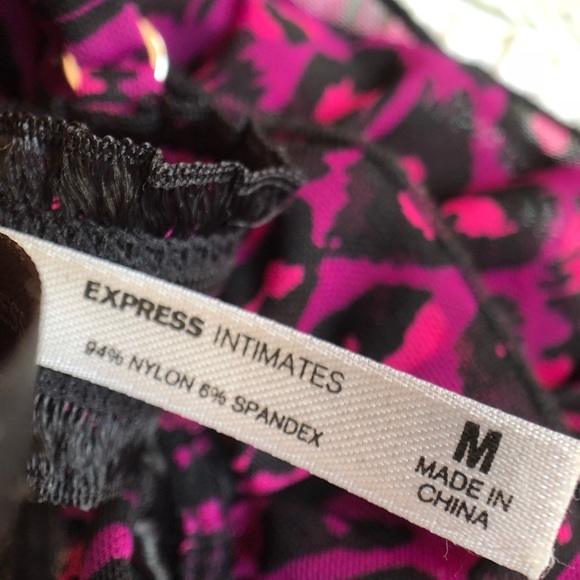 EXPRESS INTIMATES
94% NYLON 6% SPANDEX
M
MADE IN
CHINA